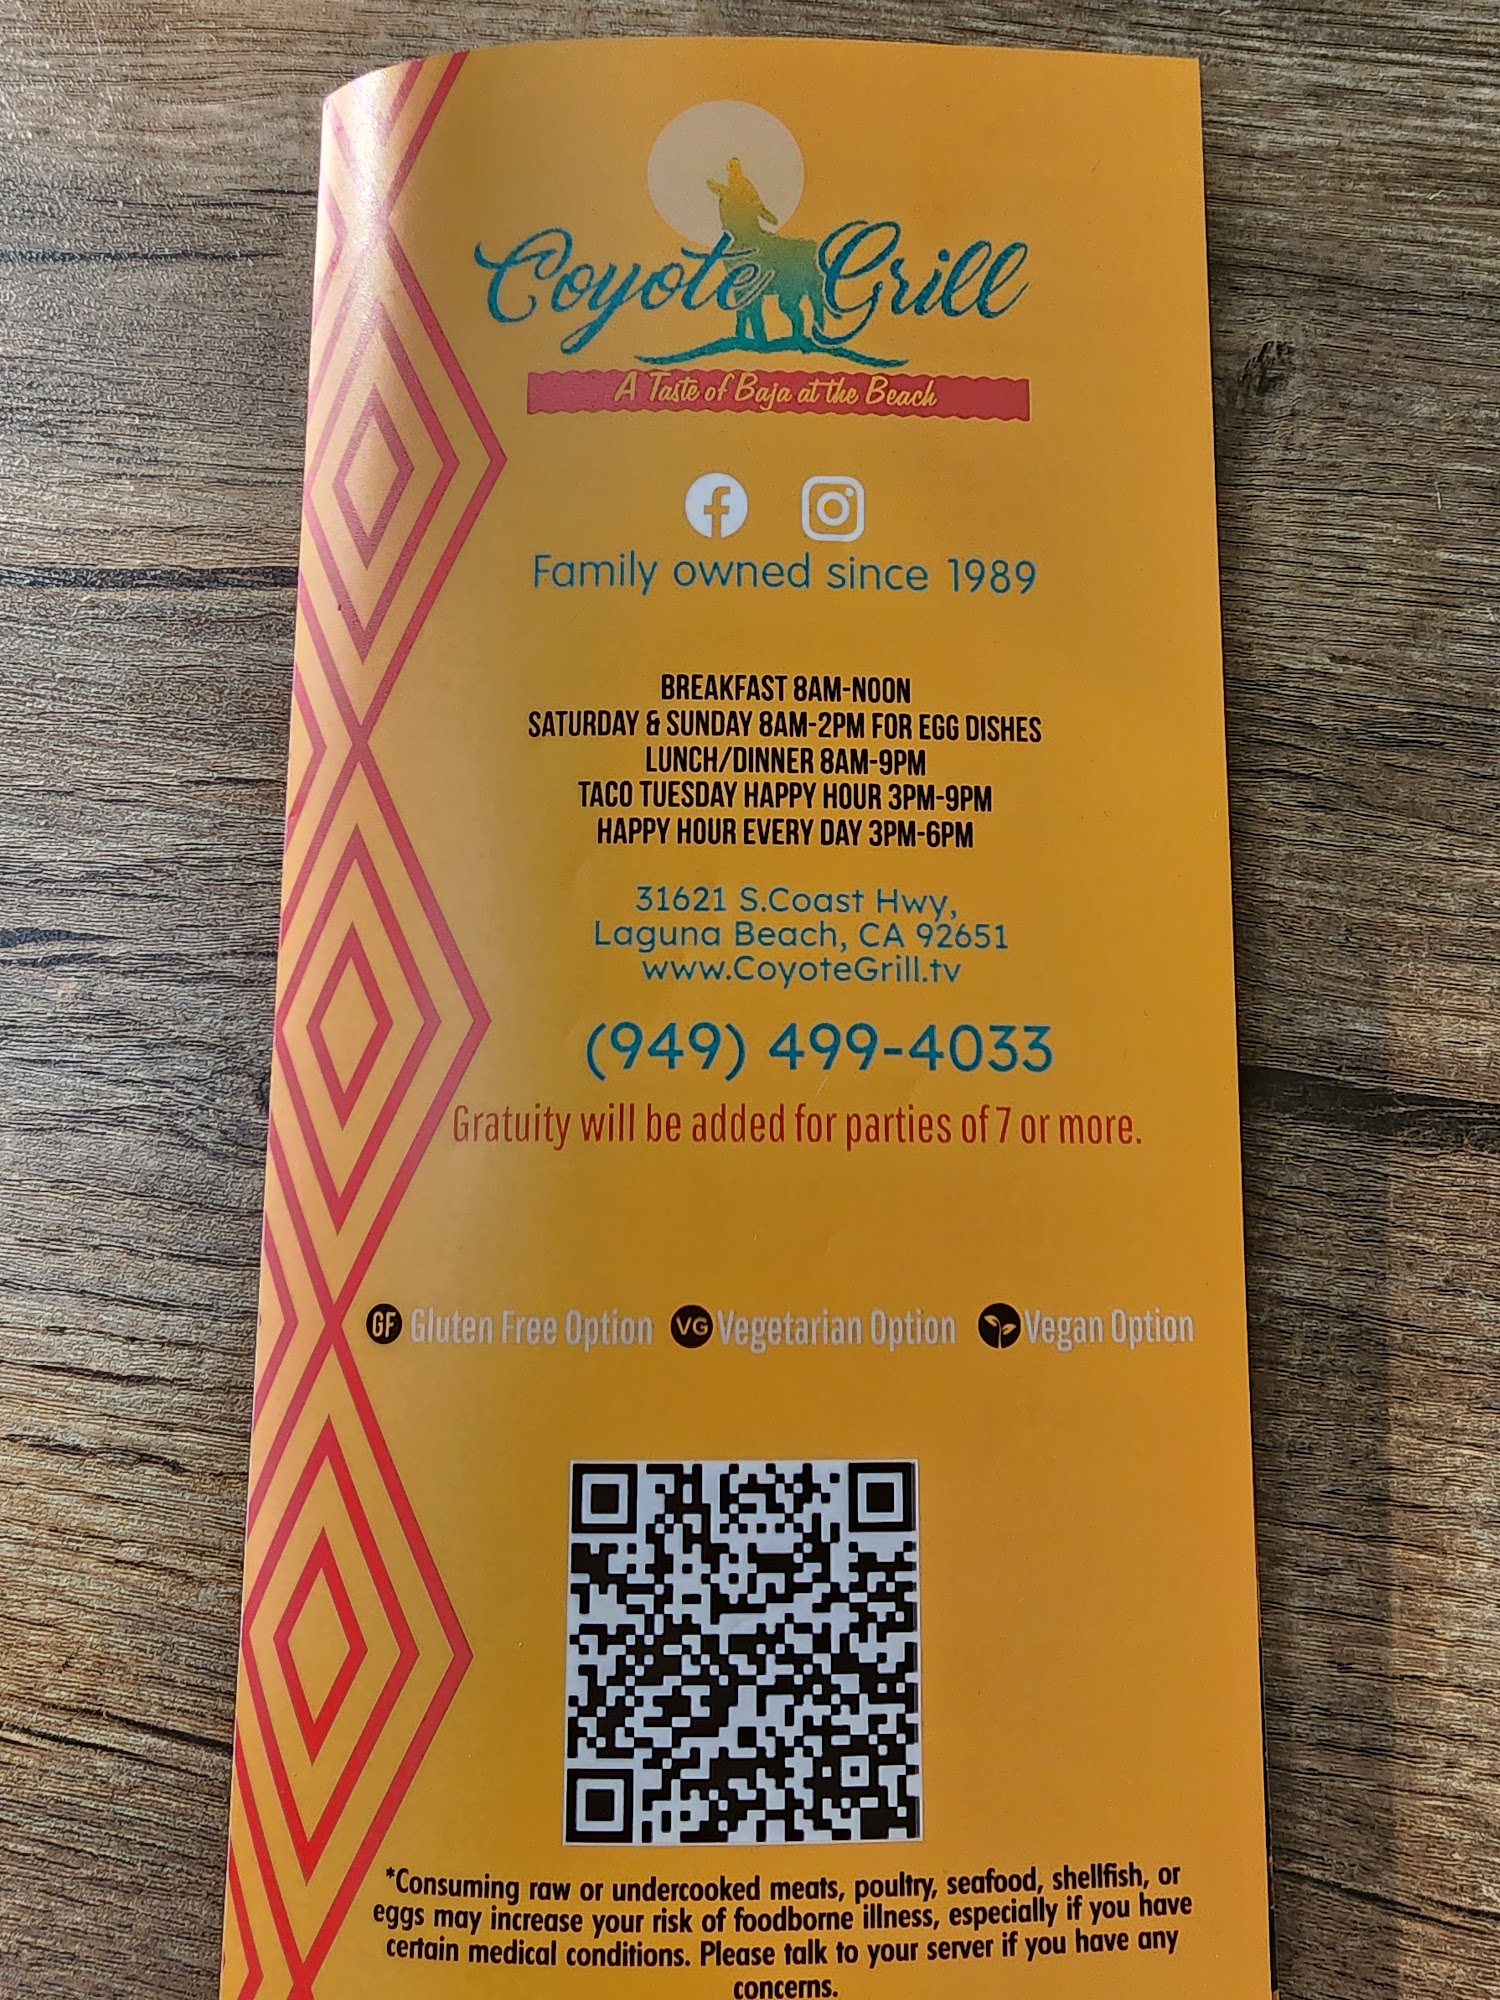 Coyote Grill
A Taste of Baja at the Beach
Family owned since 1989
BREAKFAST 8AM-NOON
SATURDAY & SUNDAY 8AM-2PM FOR EGG DISHES
LUNCH/DINNER 8AM-9PM
TACO TUESDAY HAPPY HOUR 3PM-9PM
HAPPY HOUR EVERY DAY 3PM-6PM
31621 S.Coast Hwy,
Laguna Beach, CA 92651
www.CoyoteGrill.tv
(949) 499-4033
Gratuity will be added for parties of 7 or more.
GF Gluten Free Option VG Vegetarian Option Vegan Option
*Consuming raw or undercooked meats, poultry, seafood, shellfish, or
eggs may increase your risk of foodborne illness, especially if you have
certain medical conditions. Please talk to your server if you have any
concerns.